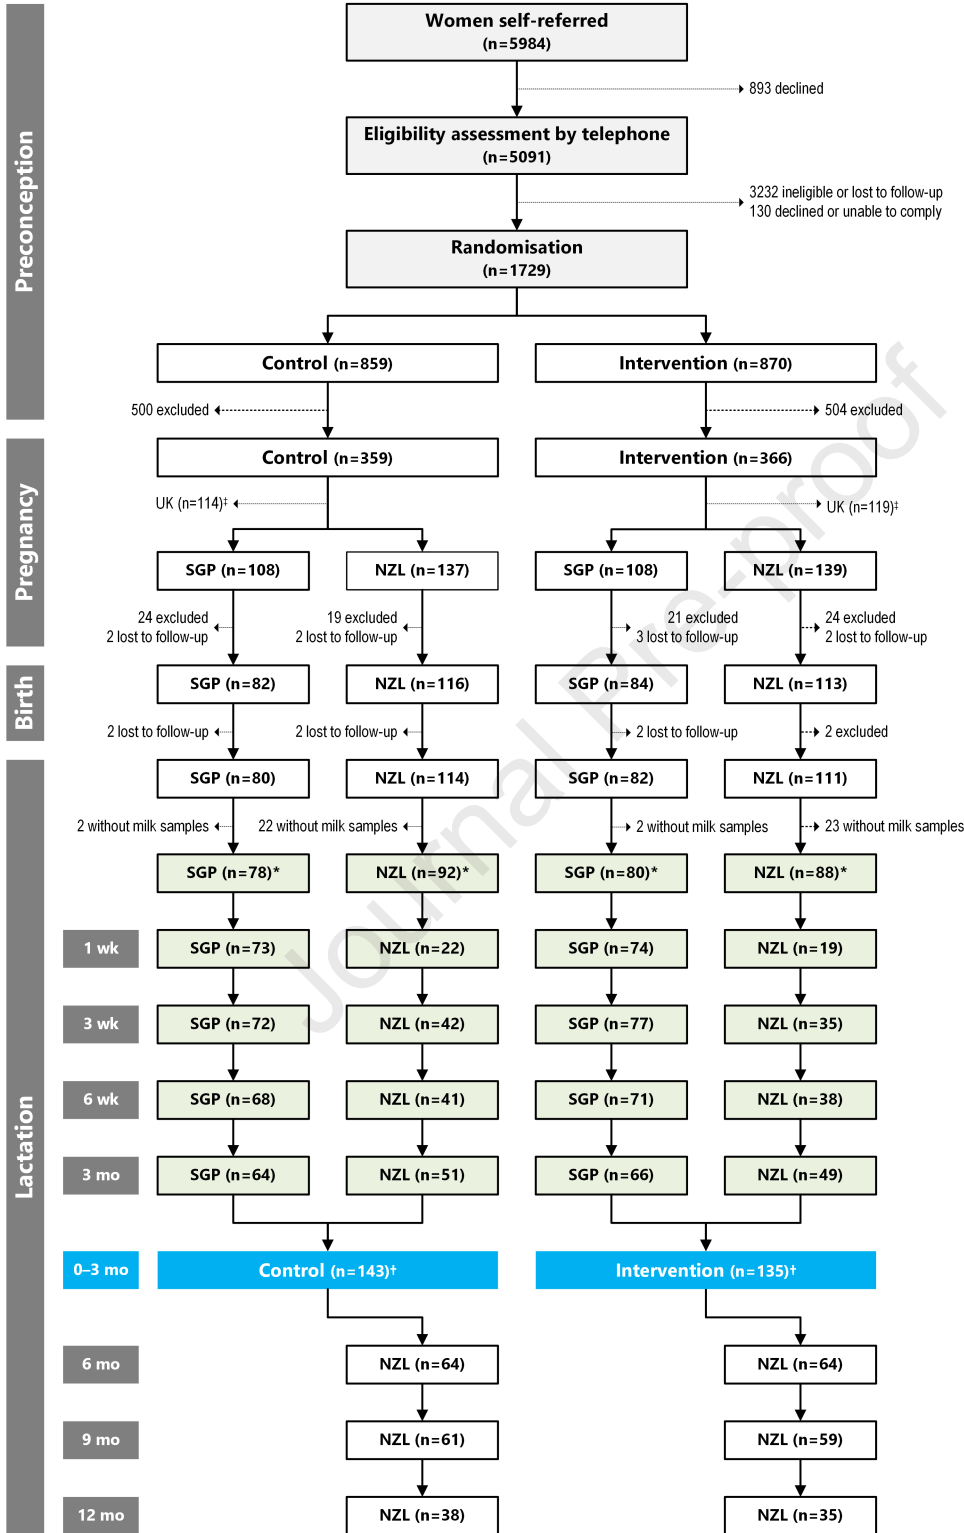 Women self-referred
(n=5984)
893 declined
Eligibility assessment by telephone
(n=5091)
3232 ineligible or lost to follow-up
130 declined or unable to comply
Randomisation
(n=1729)
Preconception
Control (n=859)
Intervention (n=870)
500 excluded
504 excluded
Pregnancy
Control (n=359)
Intervention (n=366)
UK (n=114)‡
UK (n=119)‡
SGP (n=108)
NZL (n=137)
SGP (n=108)
NZL (n=139)
24 excluded
2 lost to follow-up
19 excluded
2 lost to follow-up
21 excluded
3 lost to follow-up
24 excluded
2 lost to follow-up
Birth
SGP (n=82)
NZL (n=116)
SGP (n=84)
NZL (n=113)
2 lost to follow-up
2 lost to follow-up
2 lost to follow-up
2 excluded
Lactation
SGP (n=80)
NZL (n=114)
SGP (n=82)
NZL (n=111)
2 without milk samples
22 without milk samples
2 without milk samples
23 without milk samples
SGP (n=78)*
NZL (n=92)*
SGP (n=80)*
NZL (n=88)*
1 wk
SGP (n=73)
NZL (n=22)
SGP (n=74)
NZL (n=19)
3 wk
SGP (n=72)
NZL (n=42)
SGP (n=77)
NZL (n=35)
6 wk
SGP (n=68)
NZL (n=41)
SGP (n=71)
NZL (n=38)
3 mo
SGP (n=64)
NZL (n=51)
SGP (n=66)
NZL (n=49)
0–3 mo
Control (n=143)†
Intervention (n=135)†
6 mo
NZL (n=64)
NZL (n=64)
9 mo
NZL (n=61)
NZL (n=59)
12 mo
NZL (n=38)
NZL (n=35)
Journal Pre-proof